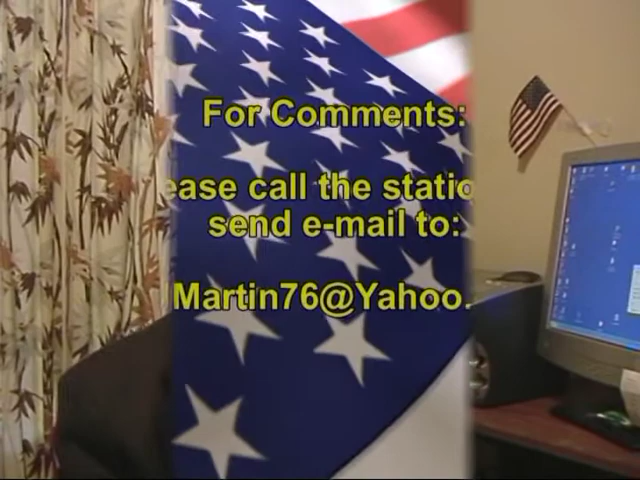 For Comments:
ease call the statio
send e-mail to:
Martin76@Yahoo.